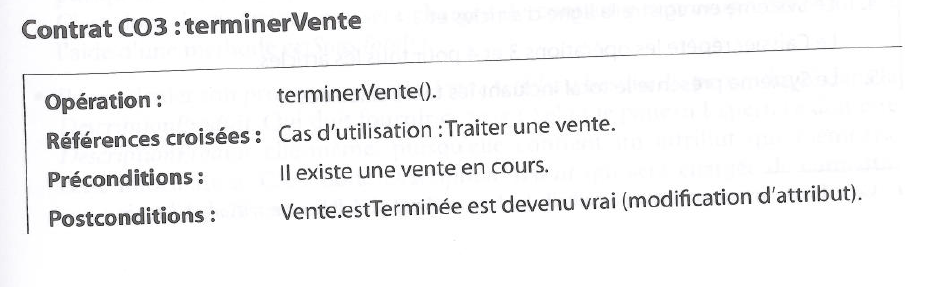 Contrat CO3 : terminerVente
Opération : terminerVente().
Références croisées : Cas d'utilisation : Traiter une vente.
Préconditions : Il existe une vente en cours.
Postconditions : Vente.estTerminée est devenu vrai (modification d'attribut).